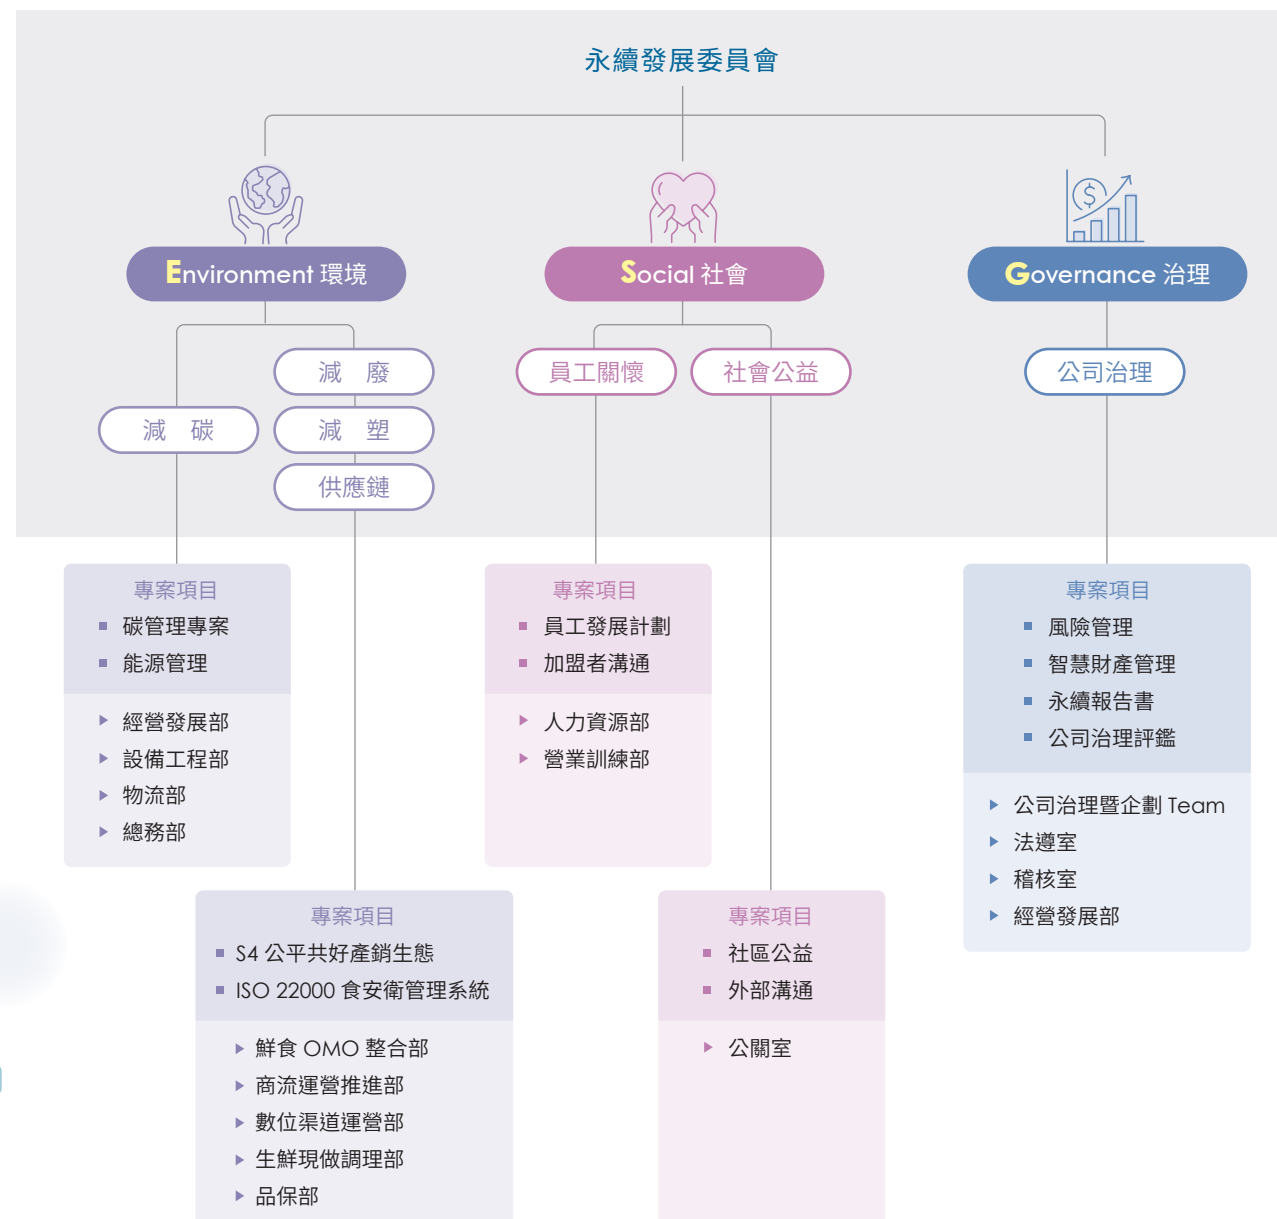 永續發展委員會
Environment 環境
Social 社會
Governance 治理
減 廢
減 碳
減 塑
供應鏈
員工關懷
社會公益
公司治理
專案項目
碳管理專案
能源管理
經營發展部
設備工程部
物流部
總務部
專案項目
S4 公平共好產銷生態
ISO 22000 食安衛管理系統
鮮食 OMO 整合部
商流運營推進部
數位渠道運營部
生鮮現做調理部
品保部
專案項目
員工發展計劃
加盟者溝通
人力資源部
營業訓練部
專案項目
社區公益
外部溝通
公關室
專案項目
風險管理
智慧財產管理
永續報告書
公司治理評鑑
公司治理暨企劃 Team
法遵室
稽核室
經營發展部